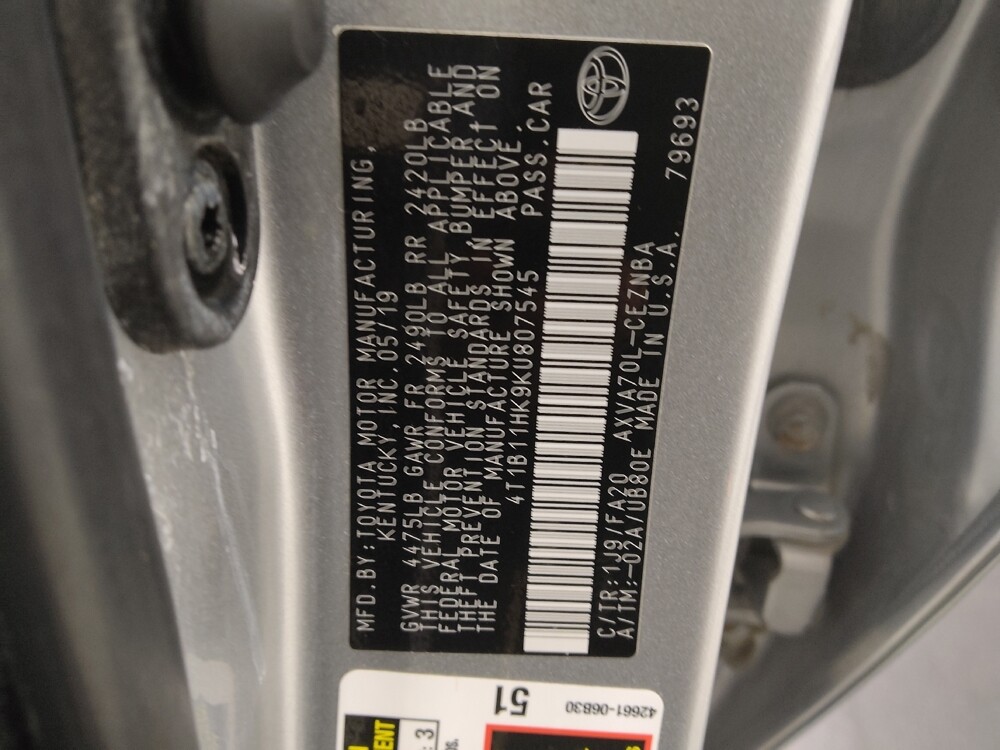 MFD.BY:TOYOTA MOTOR MANUFACTURING,
KENTUCKY,INC.05/19
GVWR 4475LB GAWR FR 2490LB RR 2420LB
THIS VEHICLE CONFORMS TO ALL APPLICABLE
FEDERAL MOTOR VEHICLE SAFETY,BUMPER AND
THEFT PREVENTION STANDARDS IN EFFECT ON
THE DATE OF MANUFACTURE SHOWN ABOVE.
4T1B11HK9KU807545 PASS.CAR
C/TR:1J9/FA20 AXVA70L-CEZNBA
A/TM:-02A/UB80E MADE IN U.S.A.
79693
42661-06B30
51
3